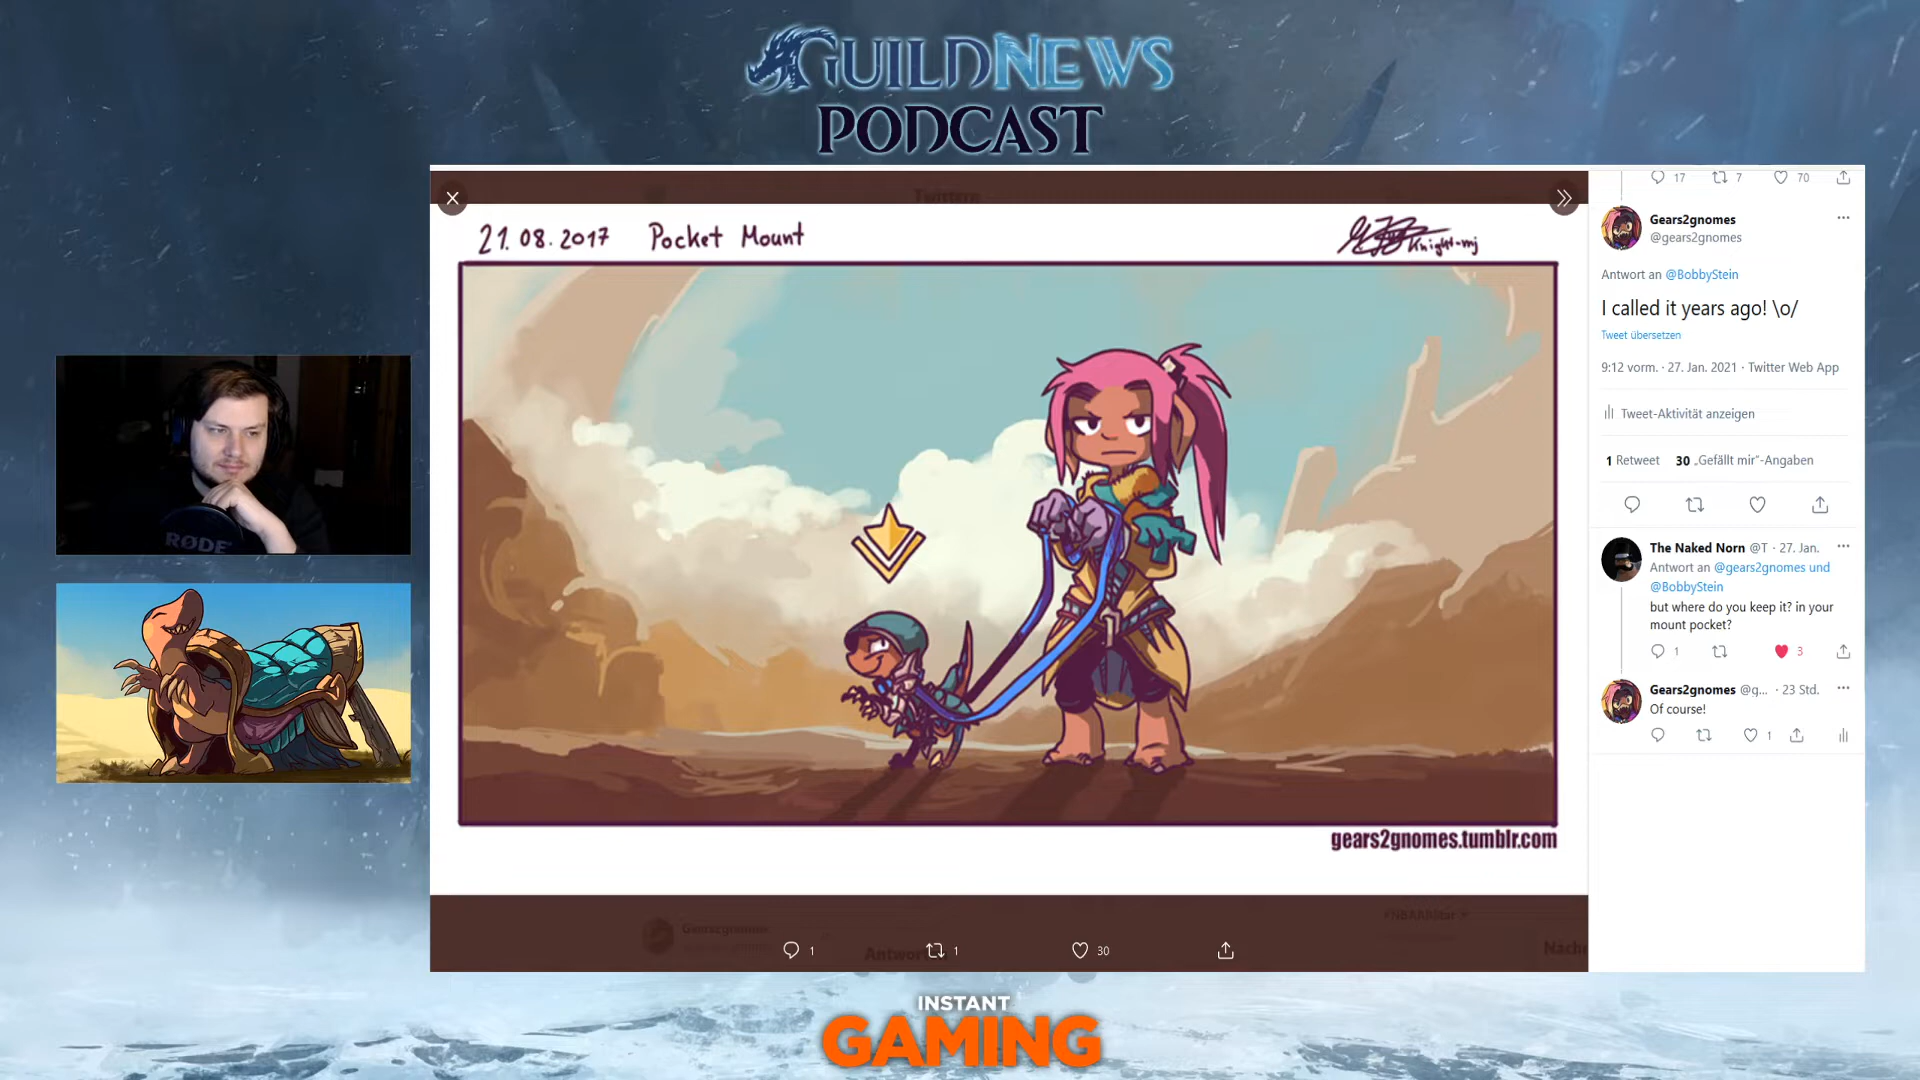 GUILDNEWS
PODCAST
21.08.2017 Pocket Mount
Knight-mj
gears2gnomes.tumblr.com
1
1
30
RØDE
17
7
70
Gears2gnomes
@gears2gnomes
Antwort an @BobbyStein
I called it years ago! \o/
Tweet übersetzen
9:12 vorm. · 27. Jan. 2021 · Twitter Web App
Tweet-Aktivität anzeigen
1 Retweet 30 „Gefällt mir“-Angaben
The Naked Norn @T · 27. Jan.
Antwort an @gears2gnomes und
@BobbyStein
but where do you keep it? in your
mount pocket?
1
3
Gears2gnomes @g... · 23 Std.
Of course!
1
INSTANT
GAMING